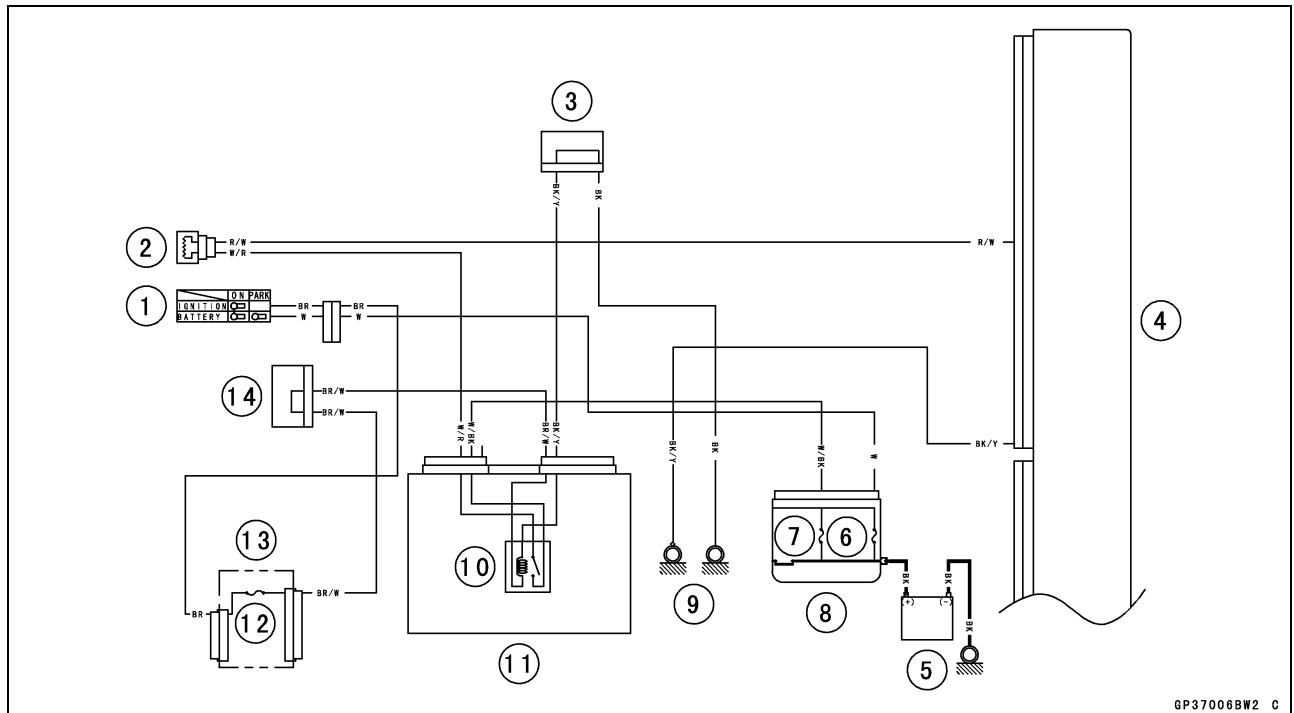 3
BK/Y
BK
2
R/W
W/R
R/W
1
ON PARK
IGNITION
BATTERY
BR
W
BR
W
4
14
BR/W
BR/W
W/R
W/BK
BR/W
BK/Y
BK/Y
BK
W/BK
W
BK/Y
13
12
BR
BR/W
10
11
9
7
6
8
BK
BK
(+)
(-)
BK
5
GP37006BW2 C